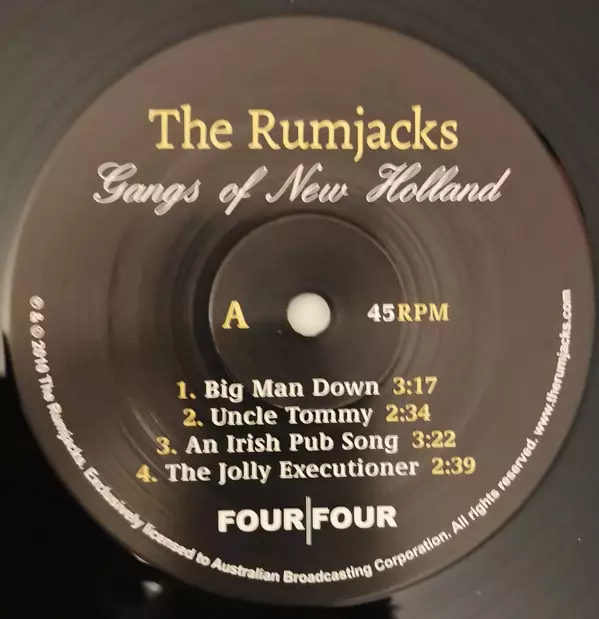 The Rumjacks
Gangs of New Holland
A
45RPM
1. Big Man Down 3:17
2. Uncle Tommy 2:34
3. An Irish Pub Song 3:22
4. The Jolly Executioner 2:39
FOUR|FOUR
℗ & © 2010 The Rumjacks. Exclusively licensed to Australian Broadcasting Corporation. All rights reserved. www.therumjacks.com